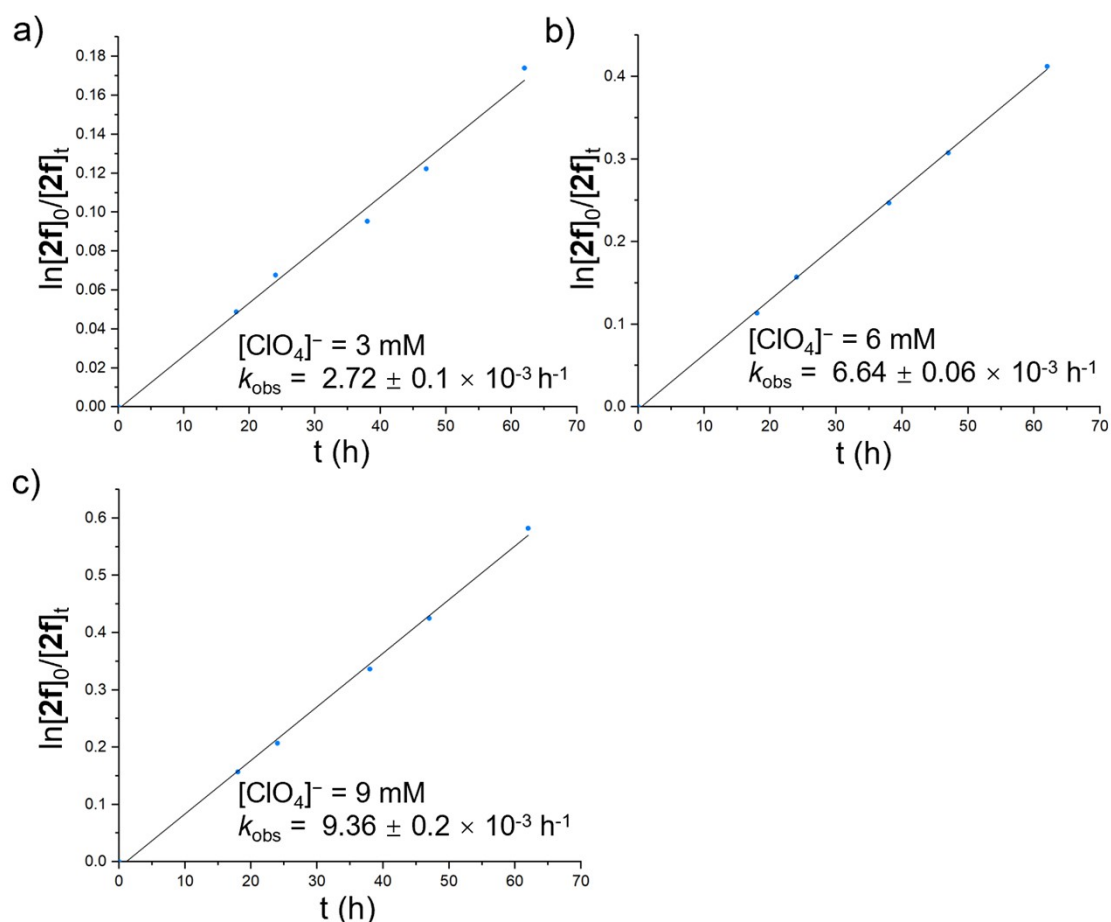 a)
ln[2f]0/[2f]t
0.18
0.16
0.14
0.12
0.10
0.08
0.06
0.04
0.02
0.00
[ClO4]− = 3 mM
kobs = 2.72 ± 0.1 × 10-3 h-1
0 10 20 30 40 50 60 70
t (h)
b)
ln[2f]0/[2f]t
0.4
0.3
0.2
0.1
0.0
[ClO4]− = 6 mM
kobs = 6.64 ± 0.06 × 10-3 h-1
0 10 20 30 40 50 60 70
t (h)
c)
ln[2f]0/[2f]t
0.6
0.5
0.4
0.3
0.2
0.1
0.0
[ClO4]− = 9 mM
kobs = 9.36 ± 0.2 × 10-3 h-1
0 10 20 30 40 50 60 70
t (h)